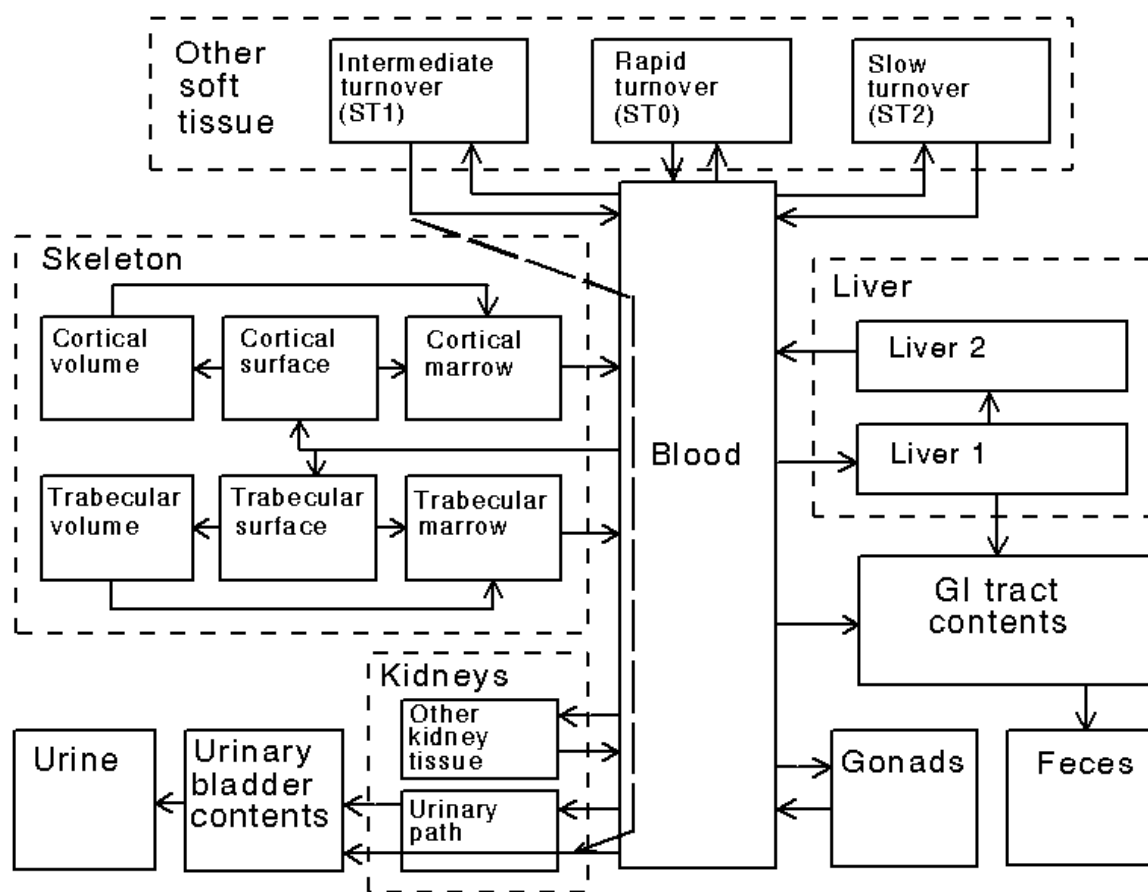 Other
soft
tissue
Intermediate
turnover
(ST1)
Rapid
turnover
(ST0)
Slow
turnover
(ST2)
Skeleton
Cortical
volume
Cortical
surface
Cortical
marrow
Trabecular
volume
Trabecular
surface
Trabecular
marrow
Blood
Liver
Liver 2
Liver 1
GI tract
contents
Kidneys
Other
kidney
tissue
Urinary
path
Urine
Urinary
bladder
contents
Gonads
Feces